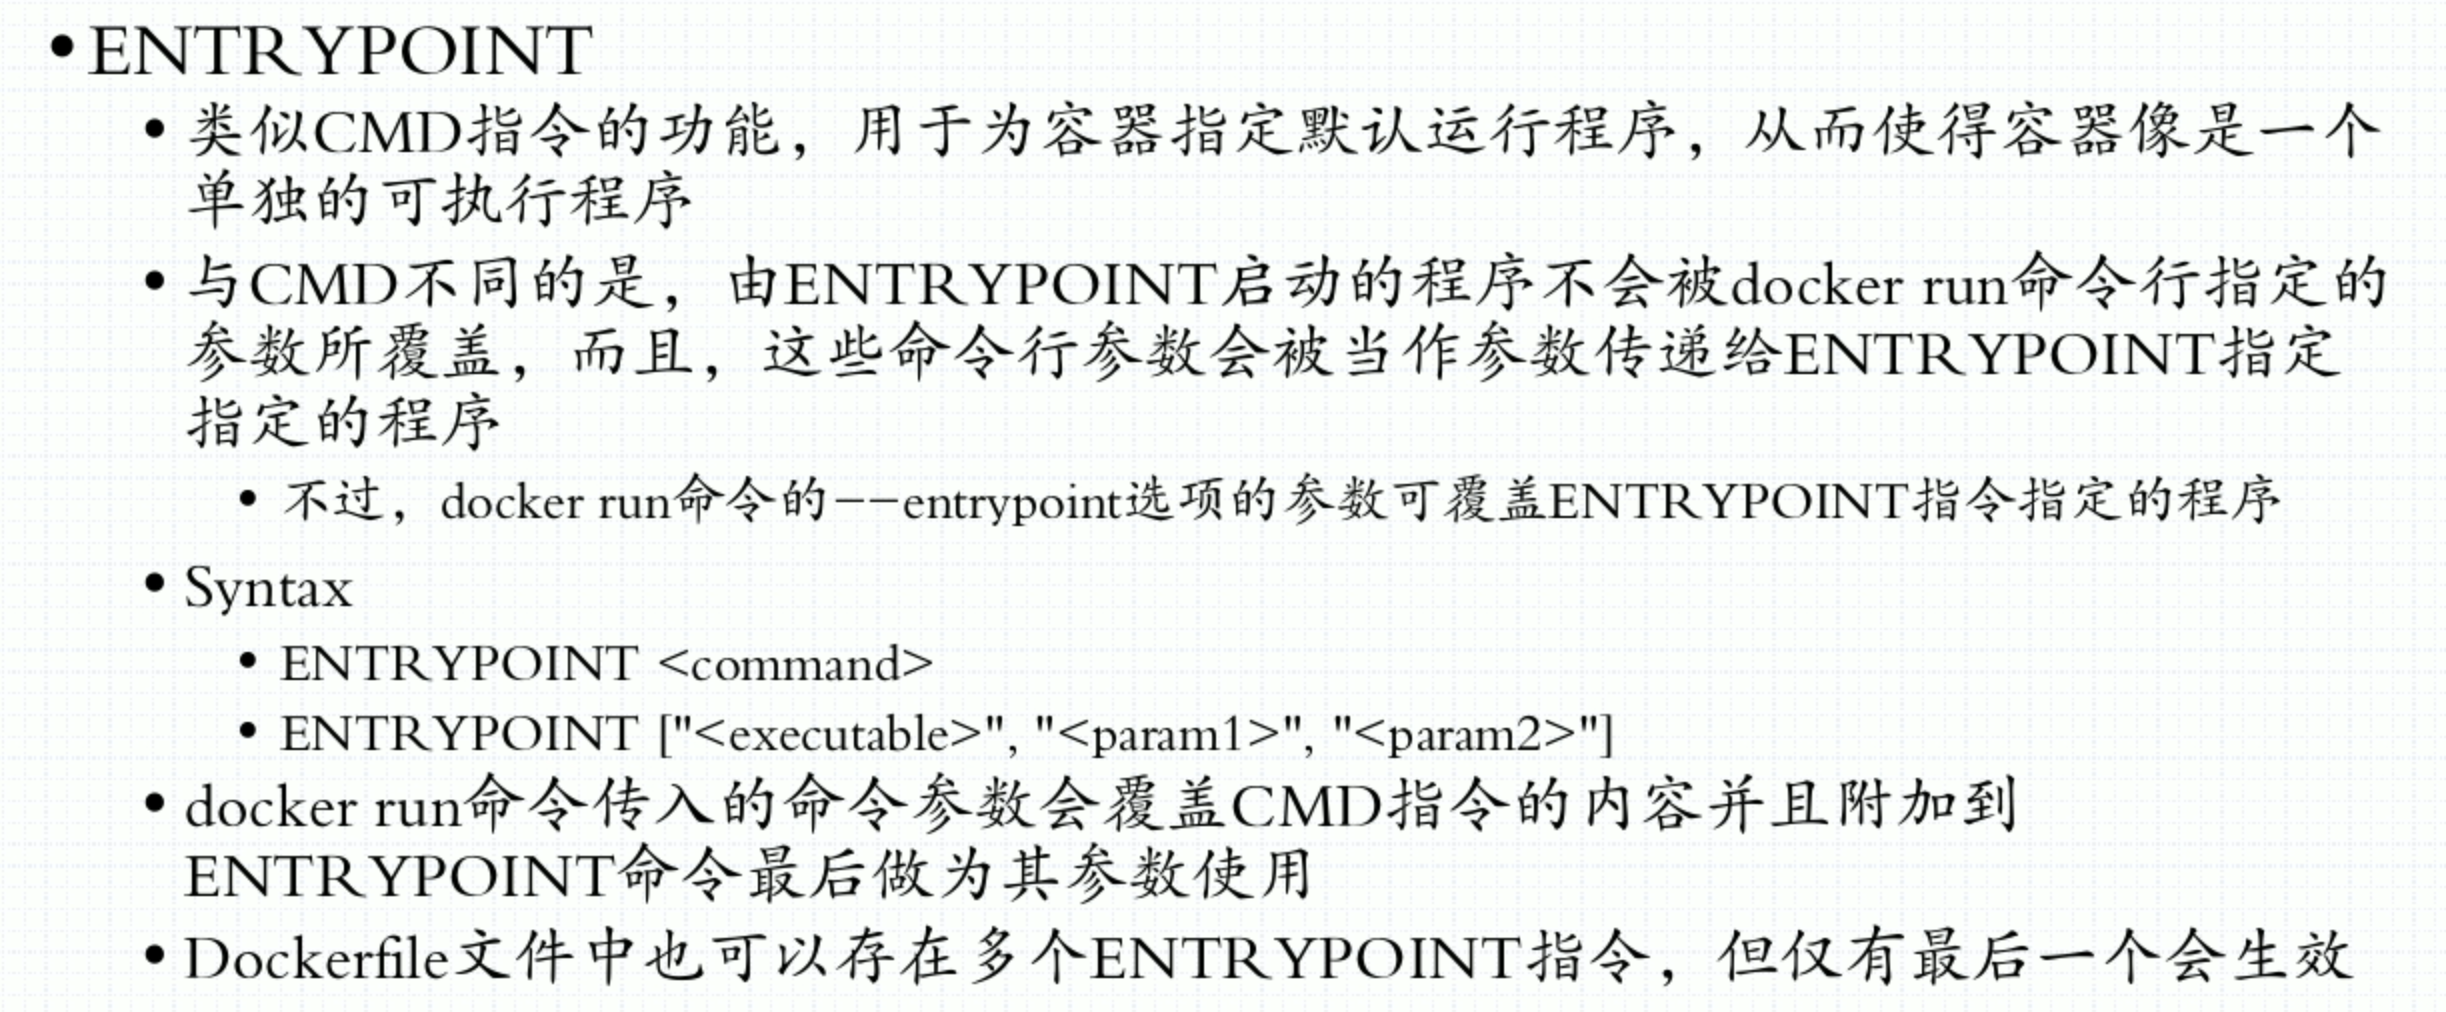 • ENTRYPOINT
• 类似CMD指令的功能，用于为容器指定默认运行程序，从而使得容器像是一个
单独的可执行程序
• 与CMD不同的是，由ENTRYPOINT启动的程序不会被docker run命令行指定的
参数所覆盖，而且，这些命令行参数会被当作参数传递给ENTRYPOINT指定
指定的程序
• 不过，docker run命令的--entrypoint选项的参数可覆盖ENTRYPOINT指令指定的程序
• Syntax
• ENTRYPOINT <command>
• ENTRYPOINT ["<executable>", "<param1>", "<param2>"]
• docker run命令传入的命令参数会覆盖CMD指令的内容并且附加到
ENTRYPOINT命令最后做为其参数使用
• Dockerfile文件中也可以存在多个ENTRYPOINT指令，但仅有最后一个会生效